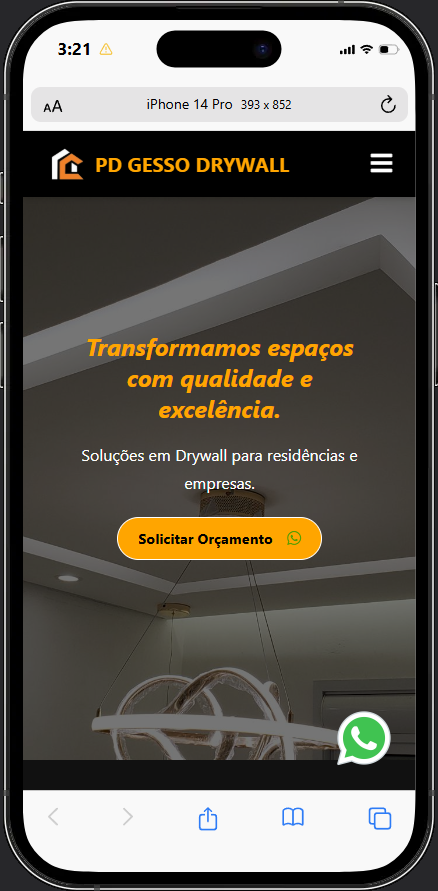 3:21
AA
iPhone 14 Pro 393 x 852
PD GESSO DRYWALL
Transformamos espaços
com qualidade e
excelência.
Soluções em Drywall para residências e
empresas.
Solicitar Orçamento